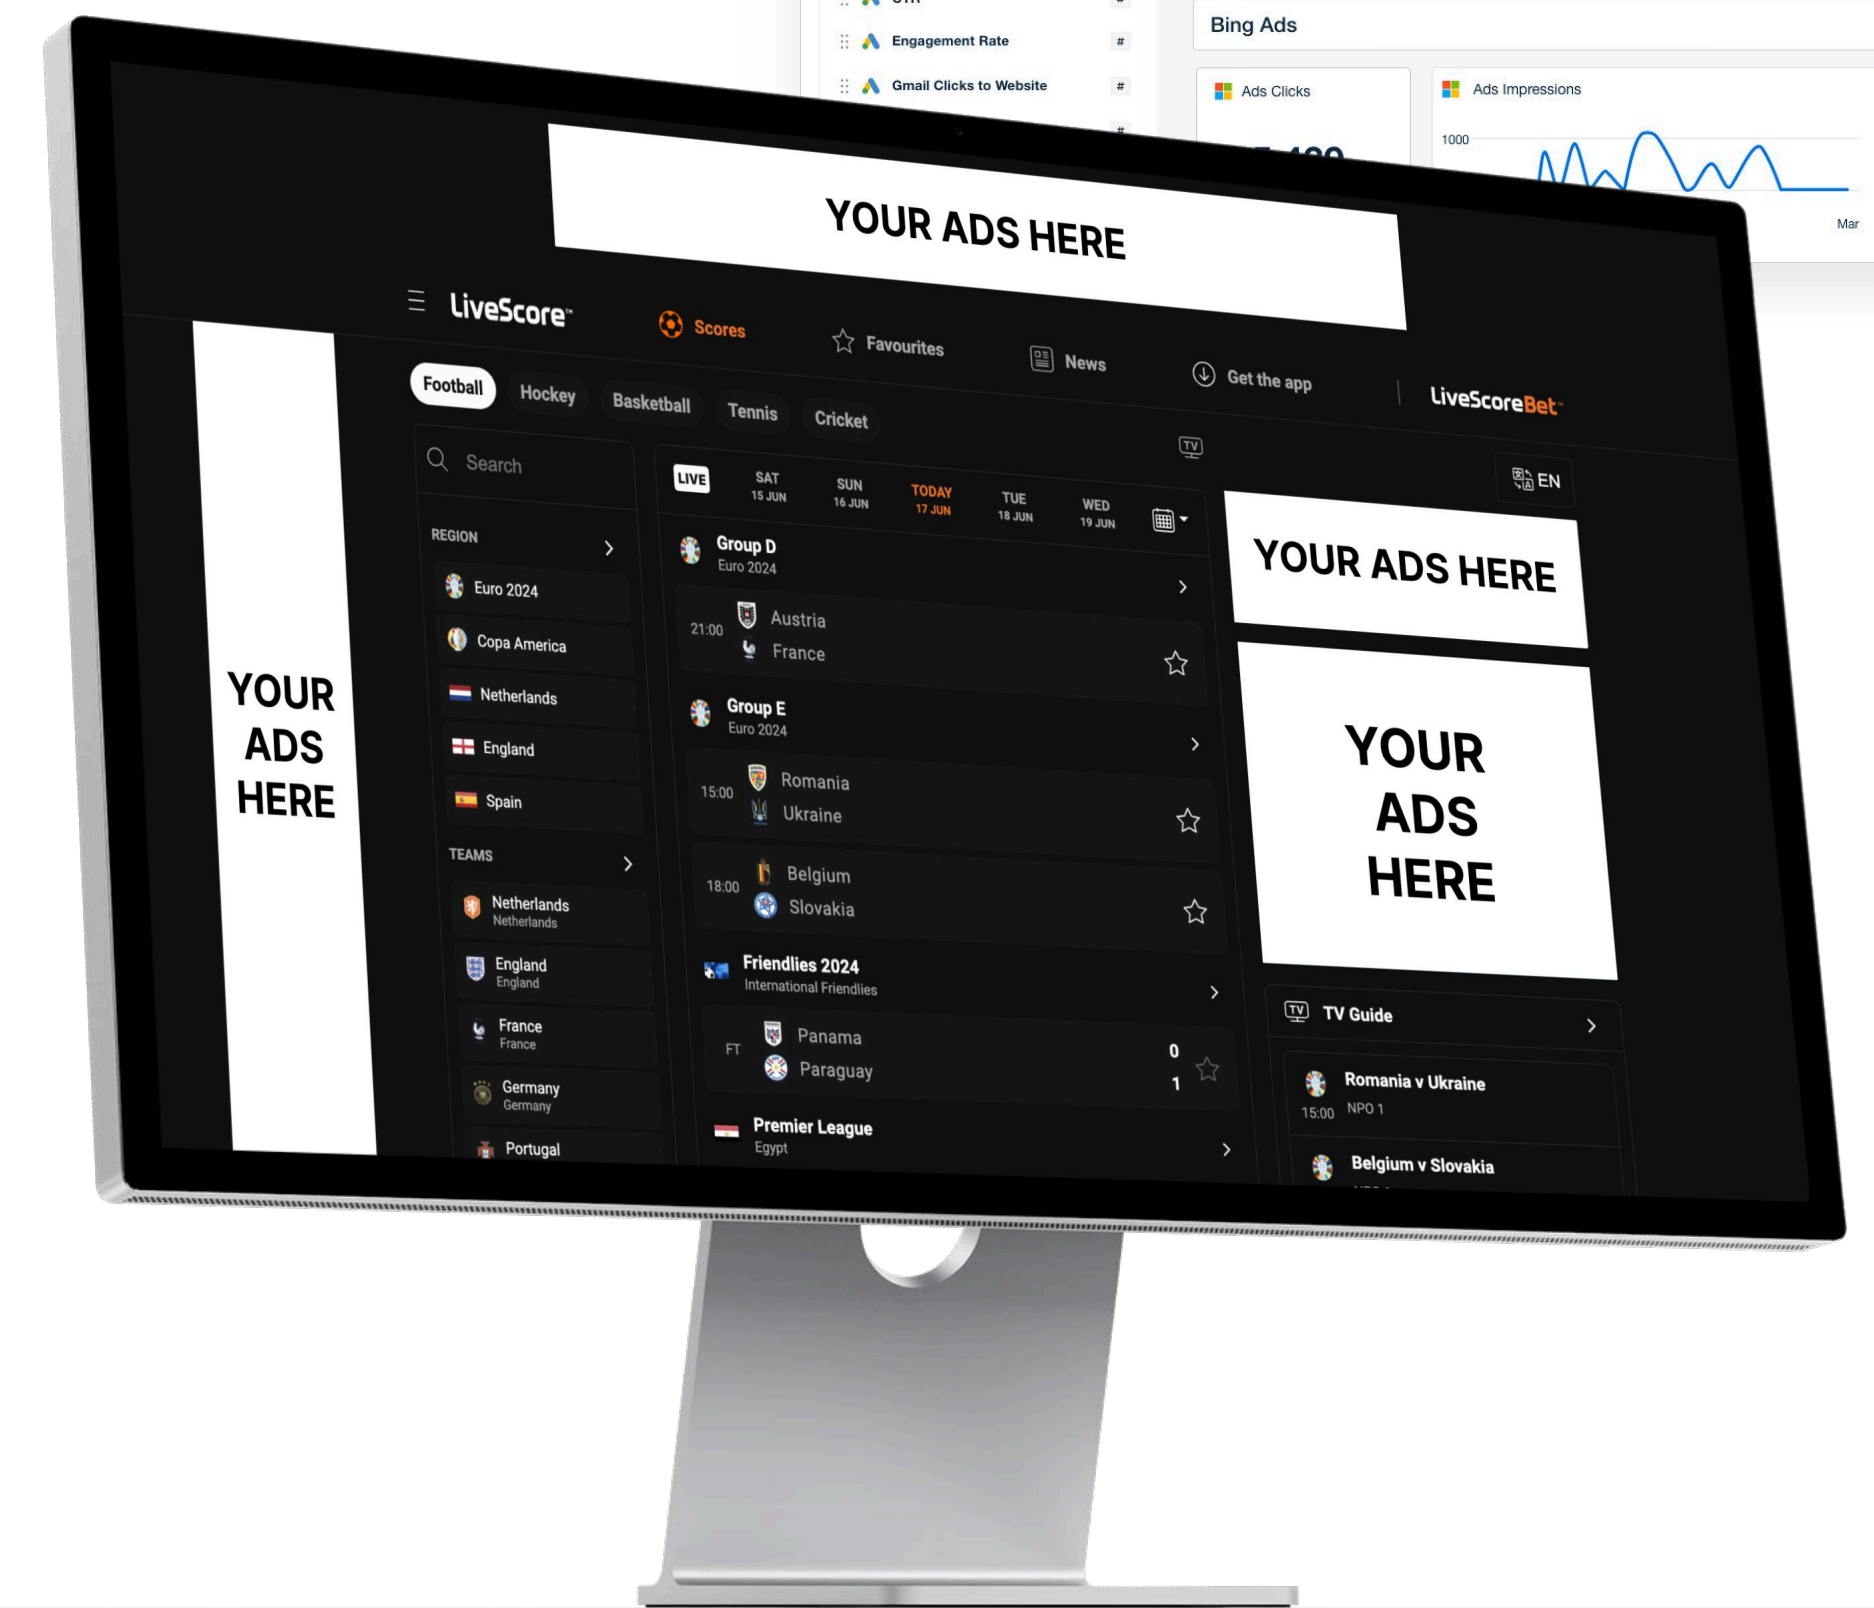 Engagement Rate #
Gmail Clicks to Website #
#
Bing Ads
Ads Clicks
Ads Impressions
1000
Mar
YOUR ADS HERE
LiveScore™
Scores
Favourites
News
Get the app
LiveScoreBet™
Football
Hockey
Basketball
Tennis
Cricket
TV
EN
Search
REGION
Euro 2024
Copa America
Netherlands
England
Spain
TEAMS
Netherlands
Netherlands
England
England
France
France
Germany
Germany
Portugal
LIVE
SAT
15 JUN
SUN
16 JUN
TODAY
17 JUN
TUE
18 JUN
WED
19 JUN
Group D
Euro 2024
21:00
Austria
France
Group E
Euro 2024
15:00
Romania
Ukraine
18:00
Belgium
Slovakia
Friendlies 2024
International Friendlies
FT
Panama 0
Paraguay 1
Premier League
Egypt
YOUR
ADS
HERE
YOUR ADS HERE
YOUR
ADS
HERE
TV TV Guide
Romania v Ukraine
15:00 NPO 1
Belgium v Slovakia